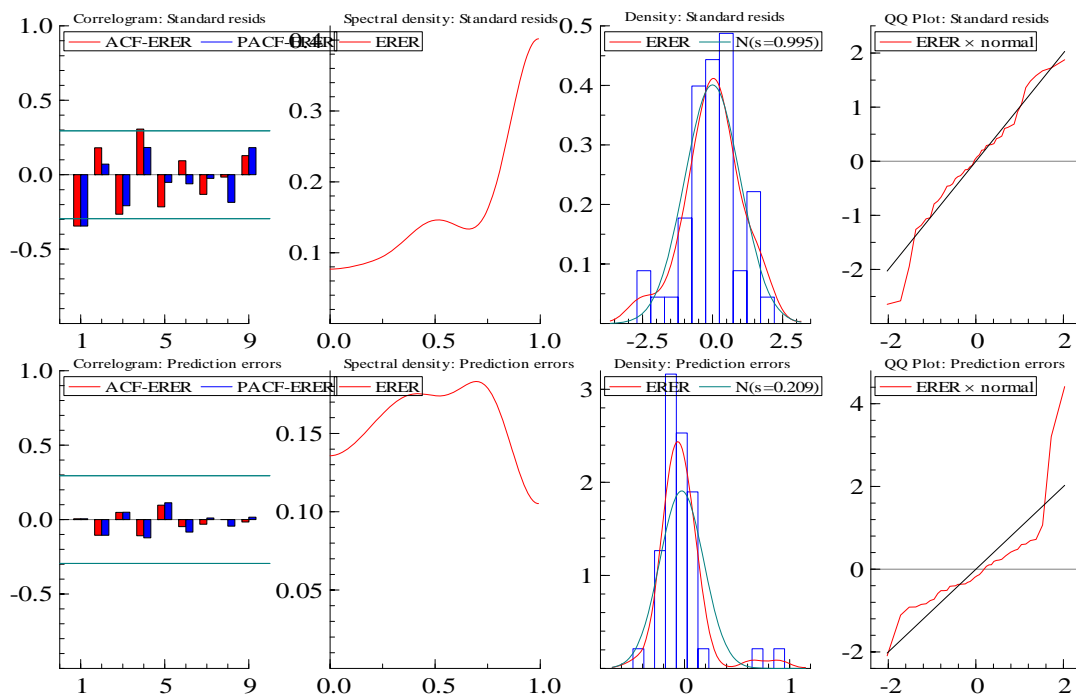 Correlogram: Standard resids
ACF-ERER PACF-ERER
1.0
0.5
0.0
-0.5
1 5 9
Spectral density: Standard resids
ERER
0.4
0.3
0.2
0.1
0.0 0.5 1.0
Density: Standard resids
ERER N(s=0.995)
0.5
0.4
0.3
0.2
0.1
-2.5 0.0 2.5
QQ Plot: Standard resids
ERER × normal
2
1
0
-1
-2
-2 0 2
Correlogram: Prediction errors
ACF-ERER PACF-ERER
1.0
0.5
0.0
-0.5
1 5 9
Spectral density: Prediction errors
ERER
0.15
0.10
0.05
0.0 0.5 1.0
Density: Prediction errors
ERER N(s=0.209)
3
2
1
0 1
QQ Plot: Prediction errors
ERER × normal
4
2
0
-2
-2 0 2